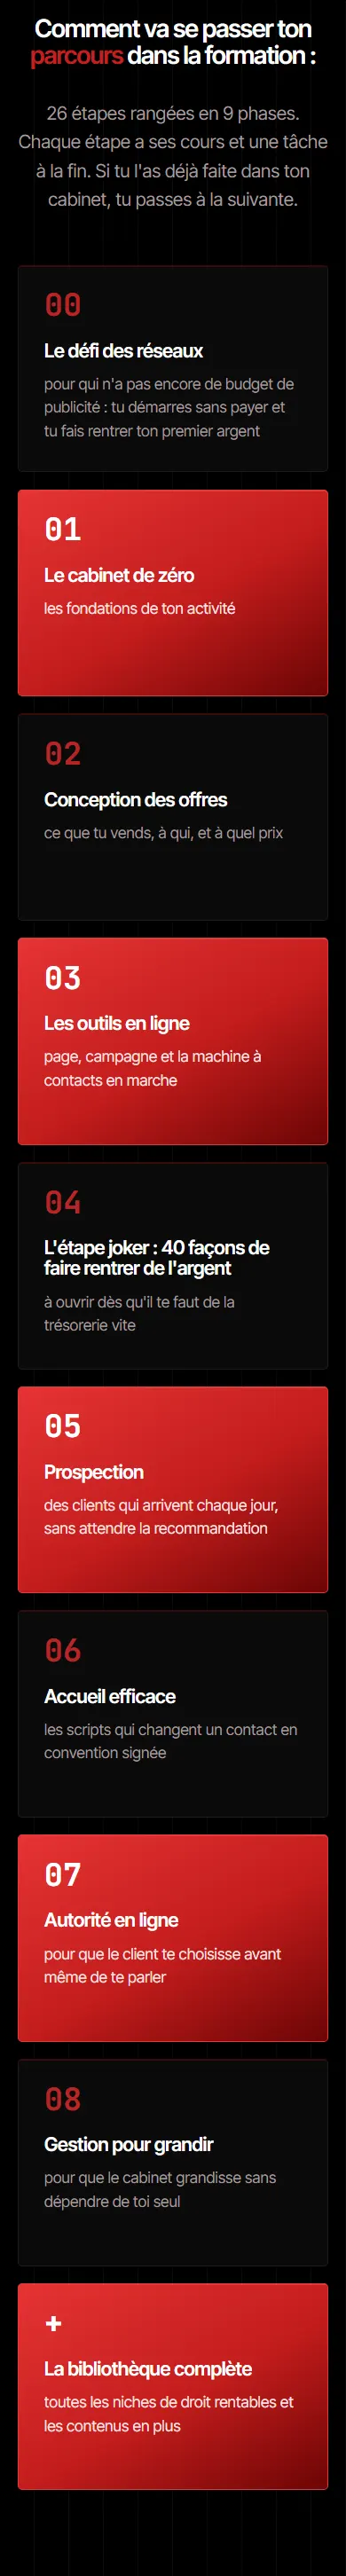 Comment va se passer ton
parcours dans la formation :
26 étapes rangées en 9 phases.
Chaque étape a ses cours et une tâche
à la fin. Si tu l'as déjà faite dans ton
cabinet, tu passes à la suivante.
00
Le défi des réseaux
pour qui n'a pas encore de budget de
publicité : tu démarres sans payer et
tu fais rentrer ton premier argent
01
Le cabinet de zéro
les fondations de ton activité
02
Conception des offres
ce que tu vends, à qui, et à quel prix
03
Les outils en ligne
page, campagne et la machine à
contacts en marche
04
L'étape joker : 40 façons de
faire rentrer de l'argent
à ouvrir dès qu'il te faut de la
trésorerie vite
05
Prospection
des clients qui arrivent chaque jour,
sans attendre la recommandation
06
Accueil efficace
les scripts qui changent un contact en
convention signée
07
Autorité en ligne
pour que le client te choisisse avant
même de te parler
08
Gestion pour grandir
pour que le cabinet grandisse sans
dépendre de toi seul
+
La bibliothèque complète
toutes les niches de droit rentables et
les contenus en plus